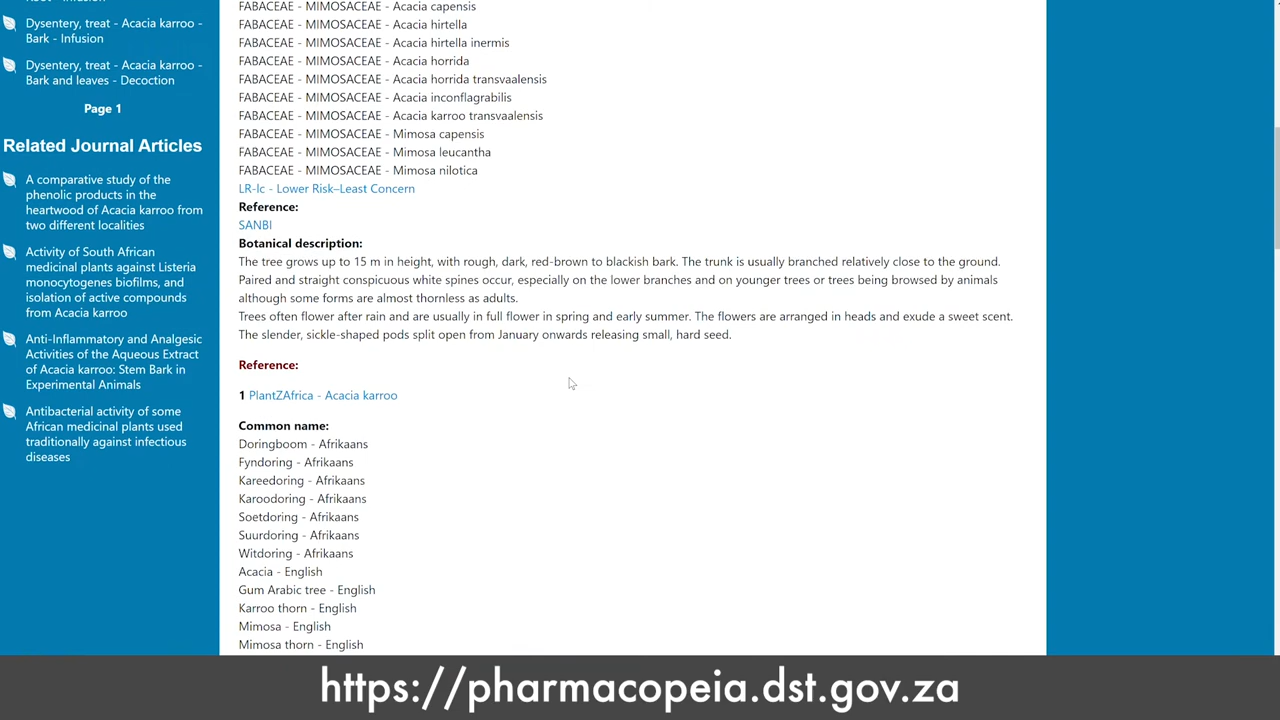 Dysentery, treat - Acacia karroo -
Bark - Infusion
Dysentery, treat - Acacia karroo -
Bark and leaves - Decoction
Page 1
Related Journal Articles
A comparative study of the
phenolic products in the
heartwood of Acacia karroo from
two different localities
Activity of South African
medicinal plants against Listeria
monocytogenes biofilms, and
isolation of active compounds
from Acacia karroo
Anti-Inflammatory and Analgesic
Activities of the Aqueous Extract
of Acacia karroo: Stem Bark in
Experimental Animals
Antibacterial activity of some
African medicinal plants used
traditionally against infectious
diseases
FABACEAE - MIMOSACEAE - Acacia capensis
FABACEAE - MIMOSACEAE - Acacia hirtella
FABACEAE - MIMOSACEAE - Acacia hirtella inermis
FABACEAE - MIMOSACEAE - Acacia horrida
FABACEAE - MIMOSACEAE - Acacia horrida transvaalensis
FABACEAE - MIMOSACEAE - Acacia inconflagrabilis
FABACEAE - MIMOSACEAE - Acacia karroo transvaalensis
FABACEAE - MIMOSACEAE - Mimosa capensis
FABACEAE - MIMOSACEAE - Mimosa leucantha
FABACEAE - MIMOSACEAE - Mimosa nilotica
LR-lc - Lower Risk–Least Concern
Reference:
SANBI
Botanical description:
The tree grows up to 15 m in height, with rough, dark, red-brown to blackish bark. The trunk is usually branched relatively close to the ground.
Paired and straight conspicuous white spines occur, especially on the lower branches and on younger trees or trees being browsed by animals
although some forms are almost thornless as adults.
Trees often flower after rain and are usually in full flower in spring and early summer. The flowers are arranged in heads and exude a sweet scent.
The slender, sickle-shaped pods split open from January onwards releasing small, hard seed.
Reference:
1 PlantZAfrica - Acacia karroo
Common name:
Doringboom - Afrikaans
Fyndoring - Afrikaans
Kareedoring - Afrikaans
Karoodoring - Afrikaans
Soetdoring - Afrikaans
Suurdoring - Afrikaans
Witdoring - Afrikaans
Acacia - English
Gum Arabic tree - English
Karroo thorn - English
Mimosa - English
Mimosa thorn - English
https://pharmacopeia.dst.gov.za